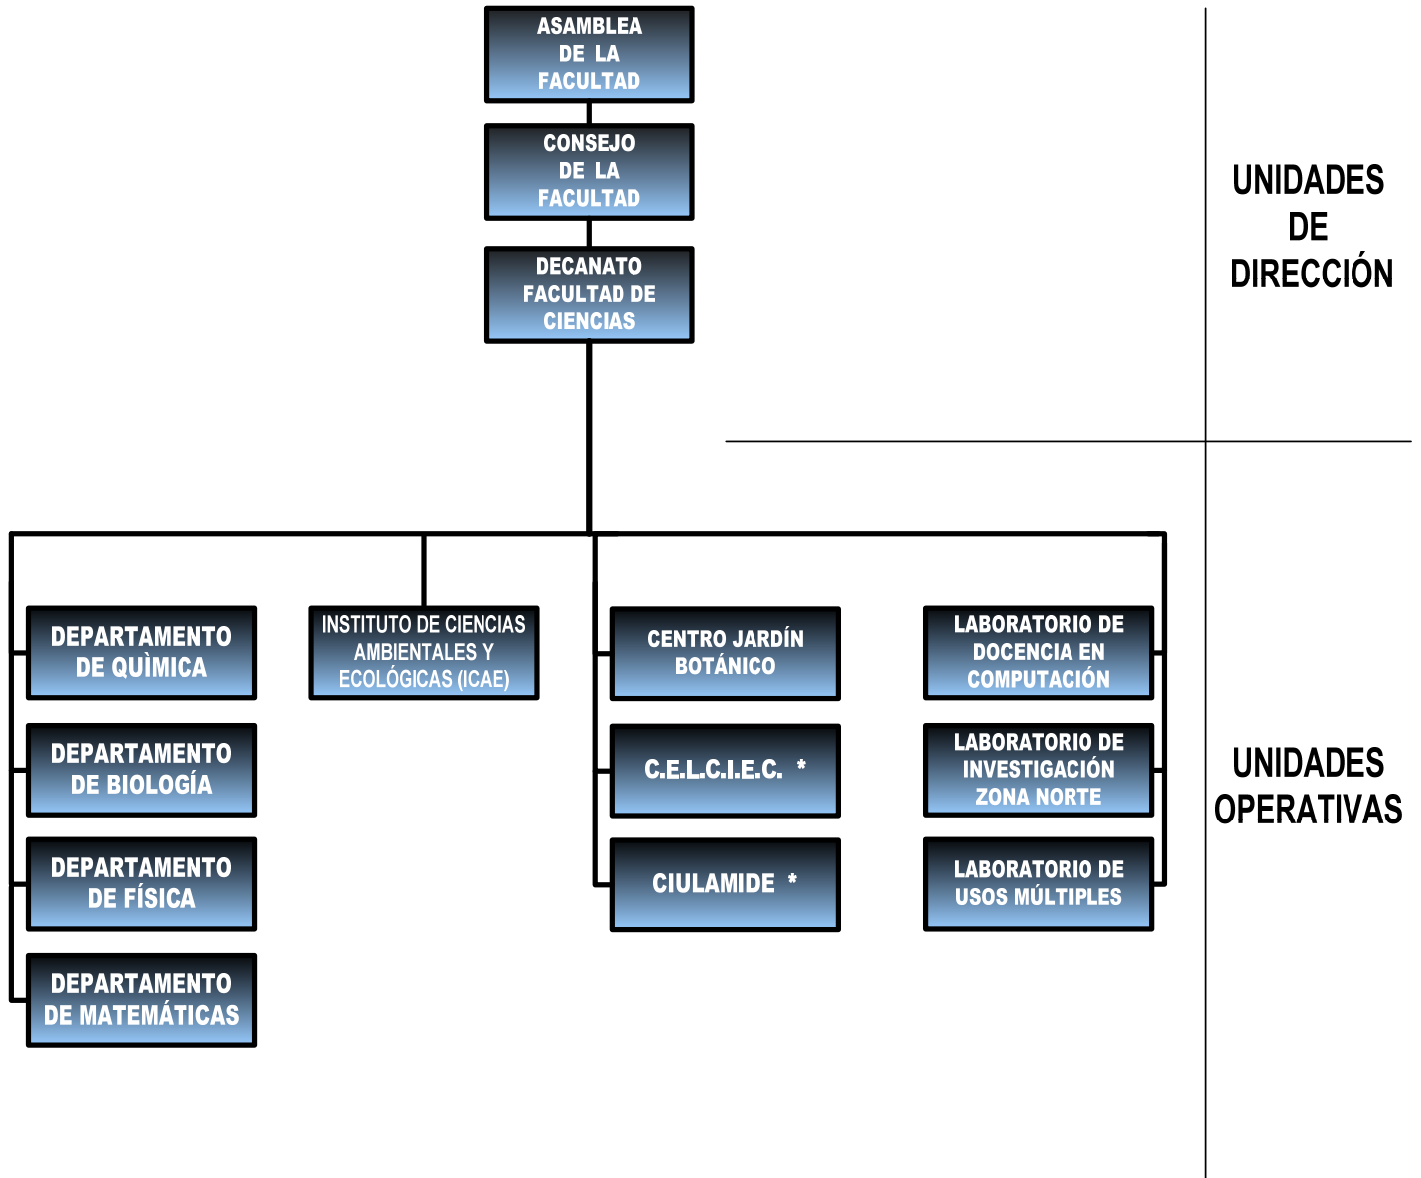 ASAMBLEA
DE LA
FACULTAD
CONSEJO
DE LA
FACULTAD
DECANATO
FACULTAD DE
CIENCIAS
UNIDADES
DE
DIRECCIÓN
DEPARTAMENTO
DE QUÌMICA
DEPARTAMENTO
DE BIOLOGÍA
DEPARTAMENTO
DE FÍSICA
DEPARTAMENTO
DE MATEMÁTICAS
INSTITUTO DE CIENCIAS
AMBIENTALES Y
ECOLÓGICAS (ICAE)
CENTRO JARDÍN
BOTÁNICO
C.E.L.C.I.E.C. *
CIULAMIDE *
LABORATORIO DE
DOCENCIA EN
COMPUTACIÓN
LABORATORIO DE
INVESTIGACIÓN
ZONA NORTE
LABORATORIO DE
USOS MÚLTIPLES
UNIDADES
OPERATIVAS